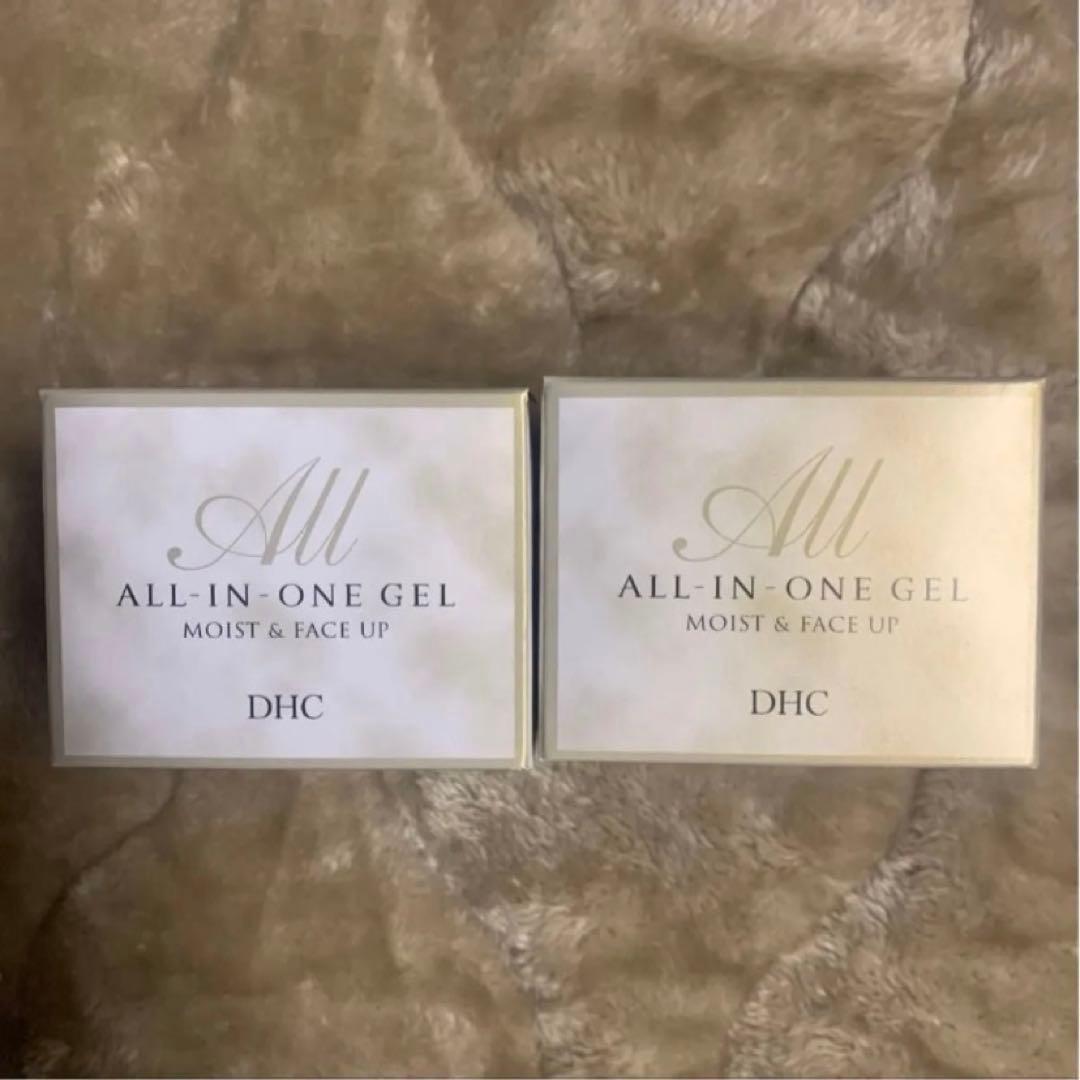 All
ALL-IN-ONE GEL
MOIST & FACE UP
DHC
All
ALL-IN-ONE GEL
MOIST & FACE UP
DHC